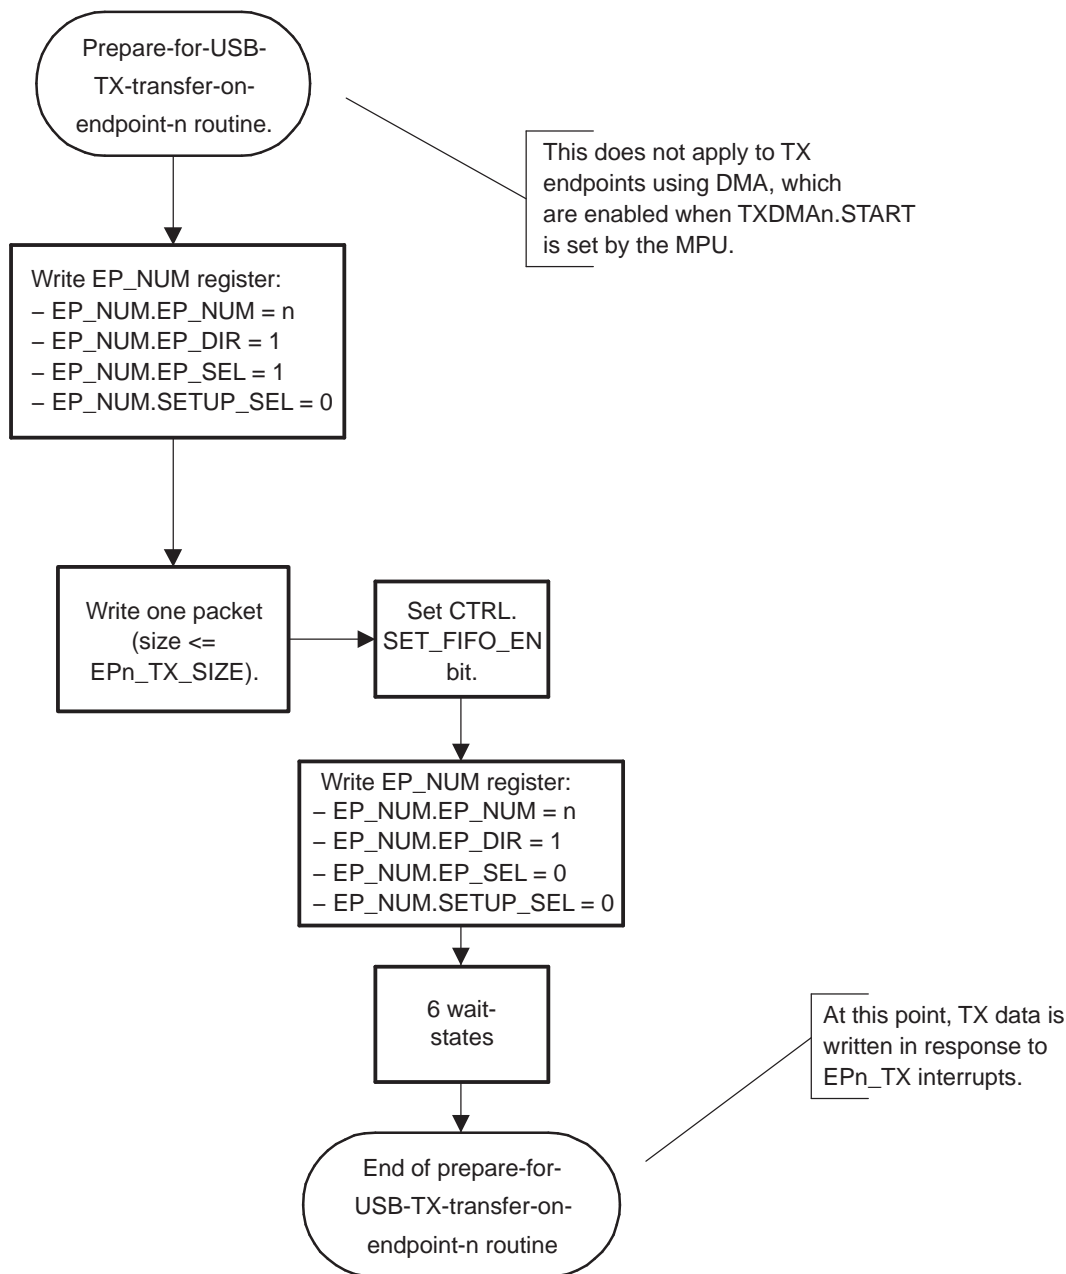 Prepare-for-USB-
TX-transfer-on-
endpoint-n routine.
This does not apply to TX
endpoints using DMA, which
are enabled when TXDMAn.START
is set by the MPU.
Write EP_NUM register:
– EP_NUM.EP_NUM = n
– EP_NUM.EP_DIR = 1
– EP_NUM.EP_SEL = 1
– EP_NUM.SETUP_SEL = 0
Write one packet
(size <=
EPn_TX_SIZE).
Set CTRL.
SET_FIFO_EN
bit.
Write EP_NUM register:
– EP_NUM.EP_NUM = n
– EP_NUM.EP_DIR = 1
– EP_NUM.EP_SEL = 0
– EP_NUM.SETUP_SEL = 0
6 wait-
states
At this point, TX data is
written in response to
EPn_TX interrupts.
End of prepare-for-
USB-TX-transfer-on-
endpoint-n routine